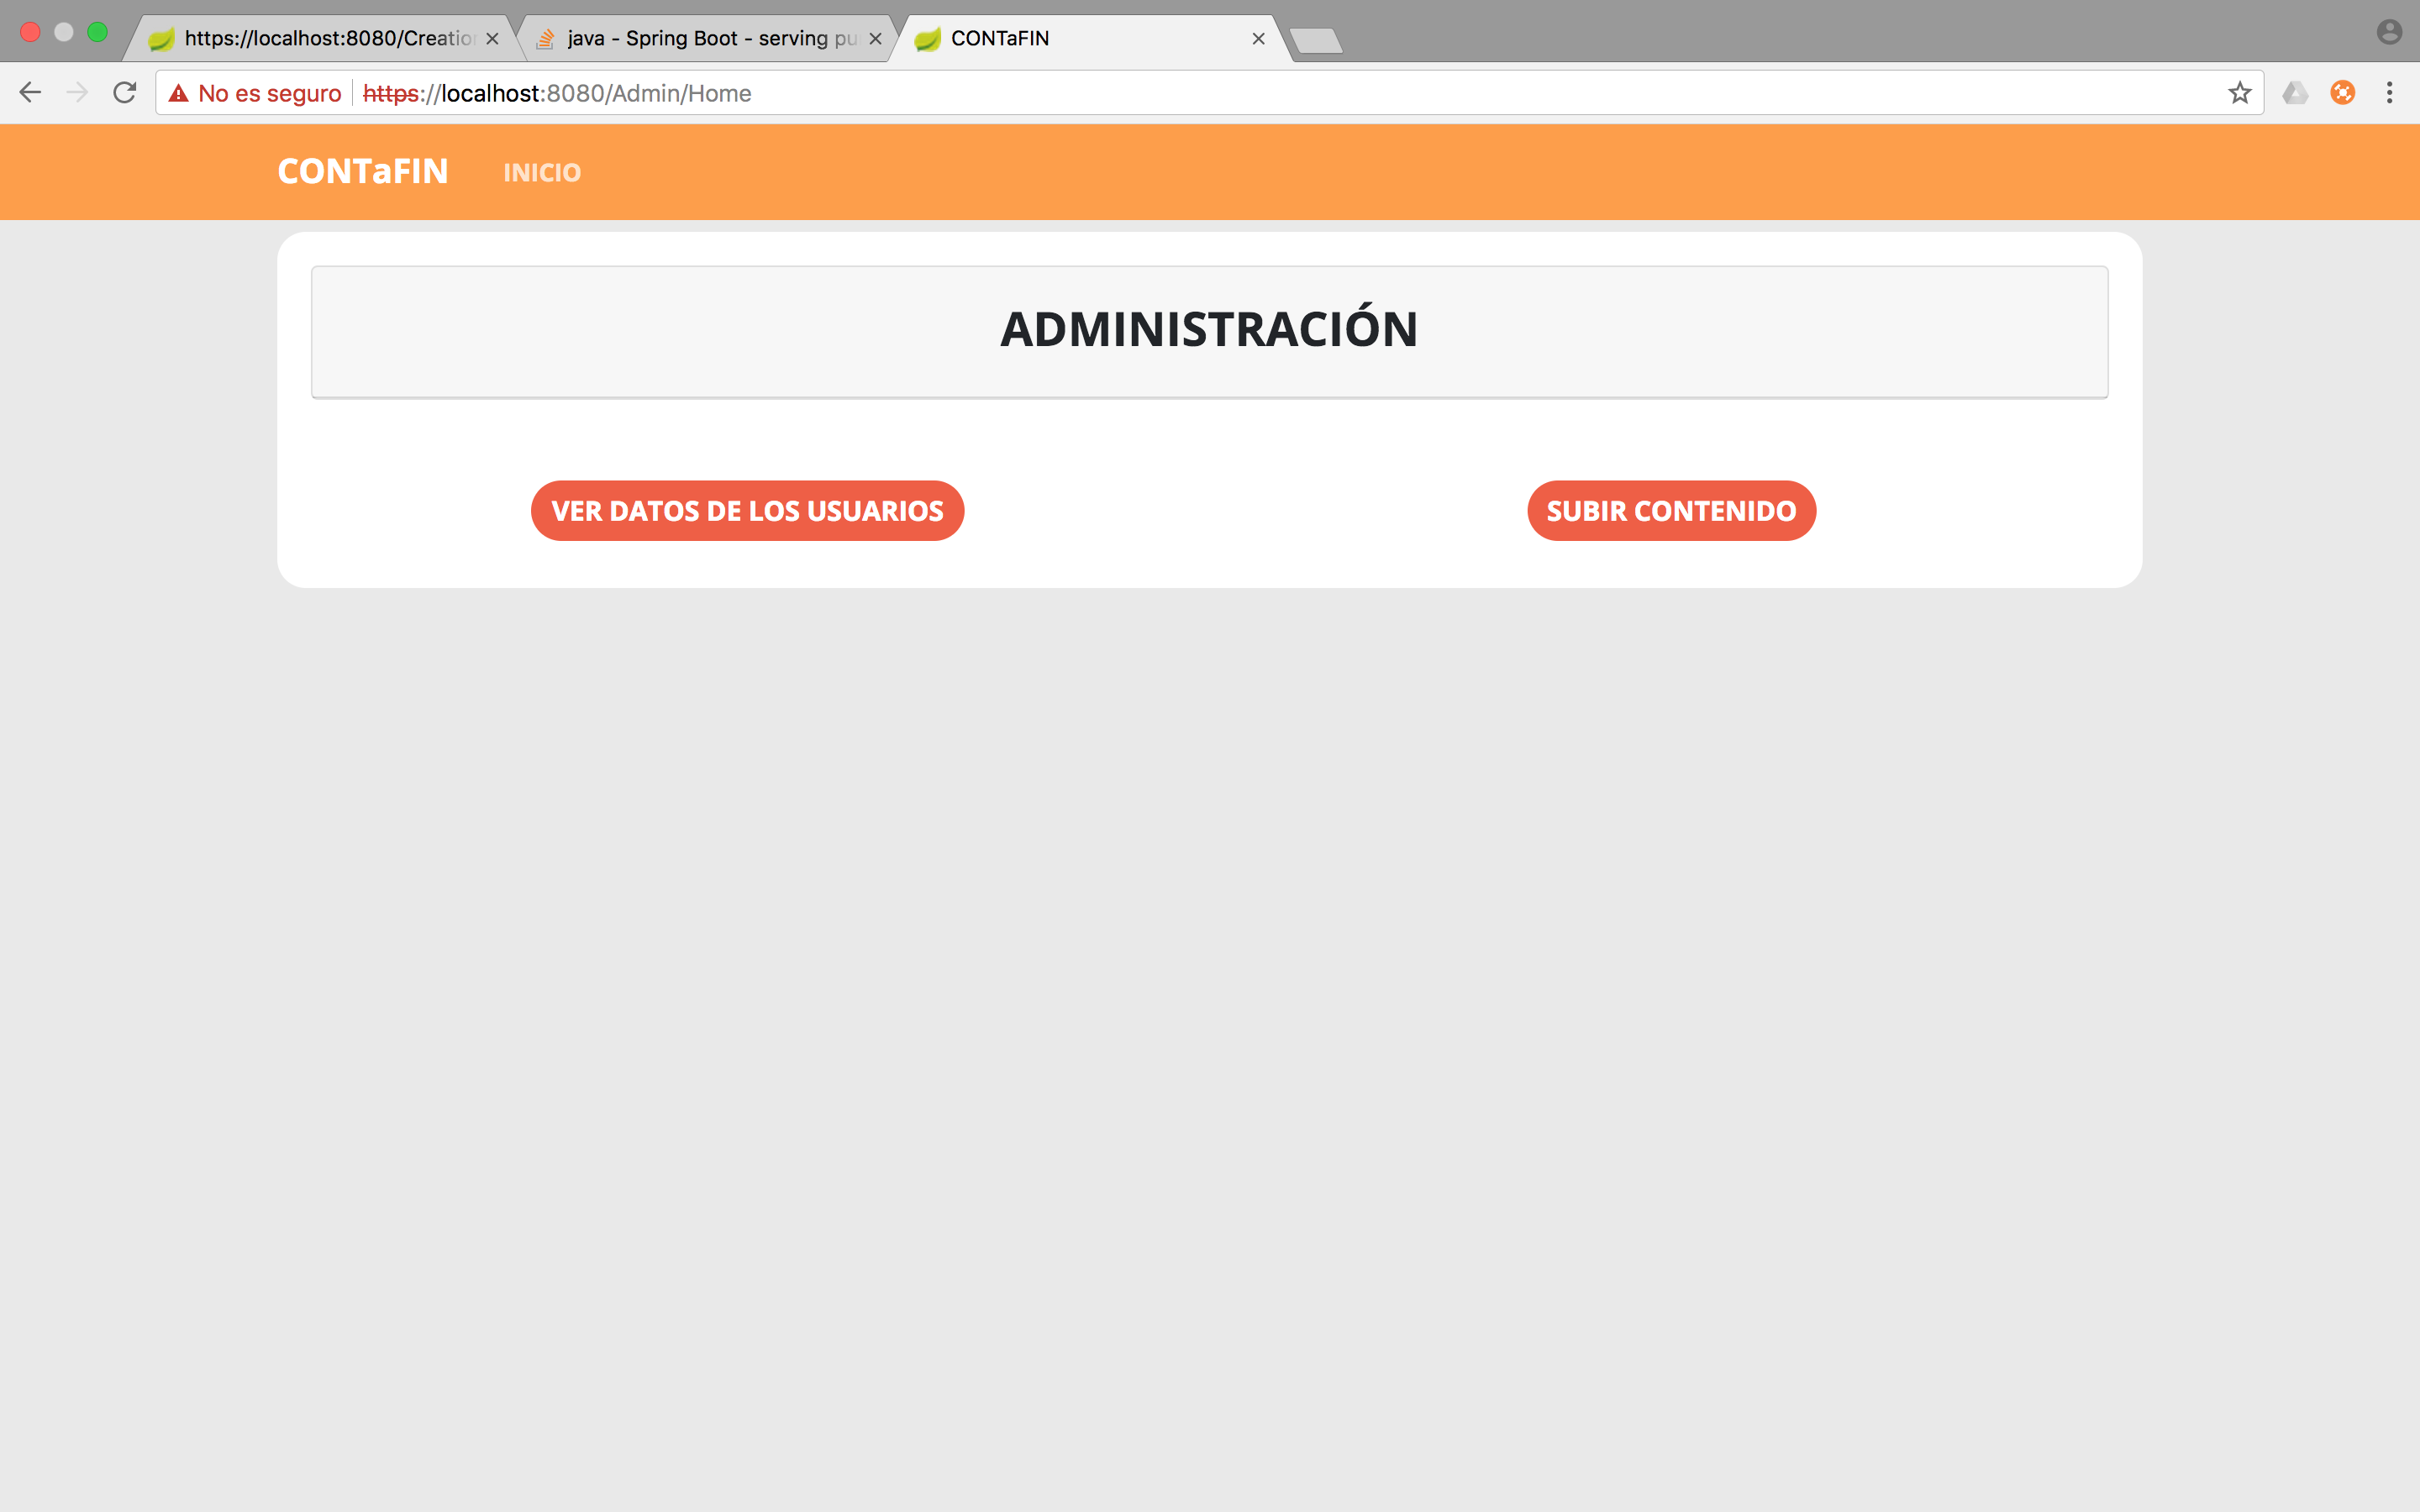 https://localhost:8080/Creation
java - Spring Boot - serving pu
CONTaFIN
No es seguro https://localhost:8080/Admin/Home
CONTaFIN INICIO
ADMINISTRACIÓN
VER DATOS DE LOS USUARIOS SUBIR CONTENIDO